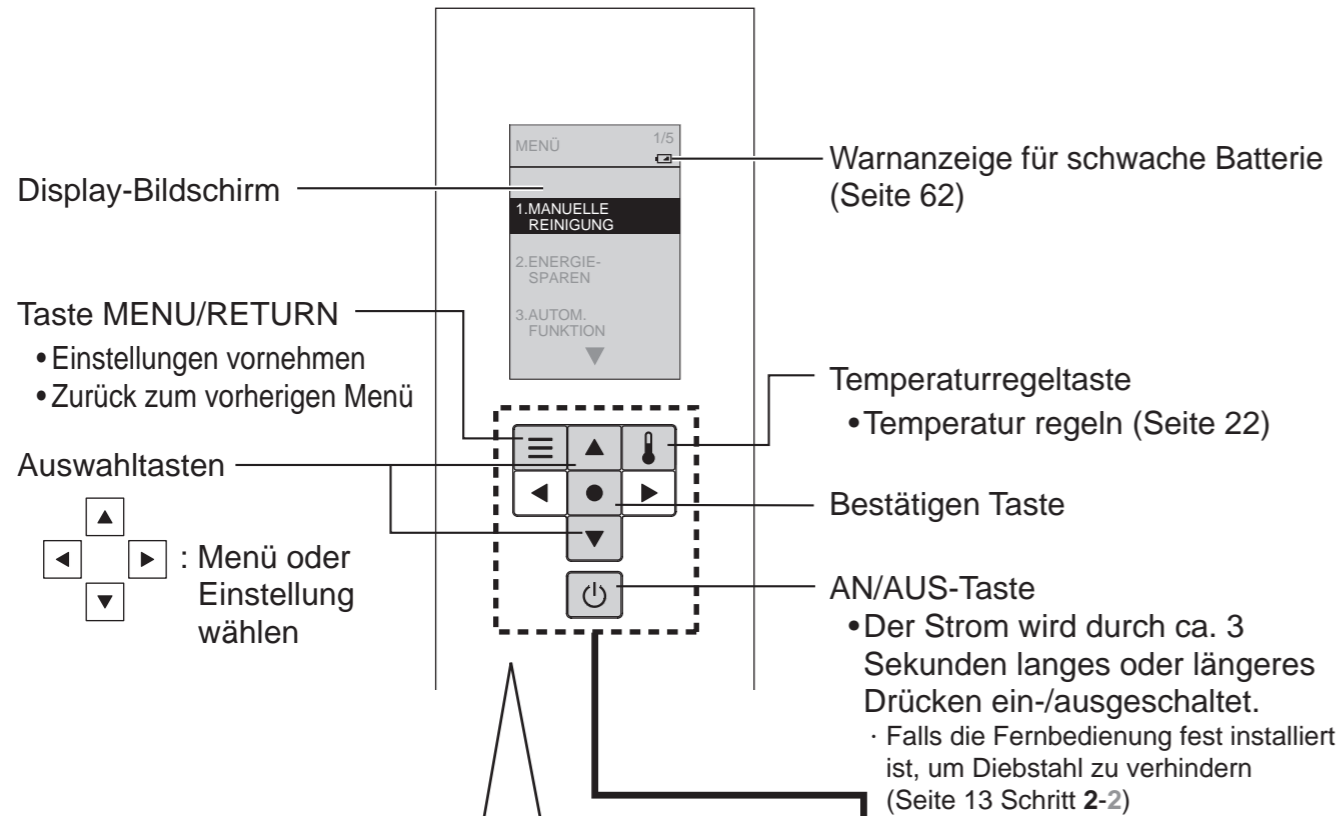 MENÜ 1/5
1.MANUELLE
REINIGUNG
2.ENERGIE-
SPAREN
3.AUTOM.
FUNKTION
Display-Bildschirm
Taste MENU/RETURN
•Einstellungen vornehmen
•Zurück zum vorherigen Menü
Auswahltasten
: Menü oder
Einstellung
wählen
Warnanzeige für schwache Batterie
(Seite 62)
Temperaturregeltaste
•Temperatur regeln (Seite 22)
Bestätigen Taste
AN/AUS-Taste
•Der Strom wird durch ca. 3
Sekunden langes oder längeres
Drücken ein-/ausgeschaltet.
· Falls die Fernbedienung fest installiert
ist, um Diebstahl zu verhindern
(Seite 13 Schritt 2-2)